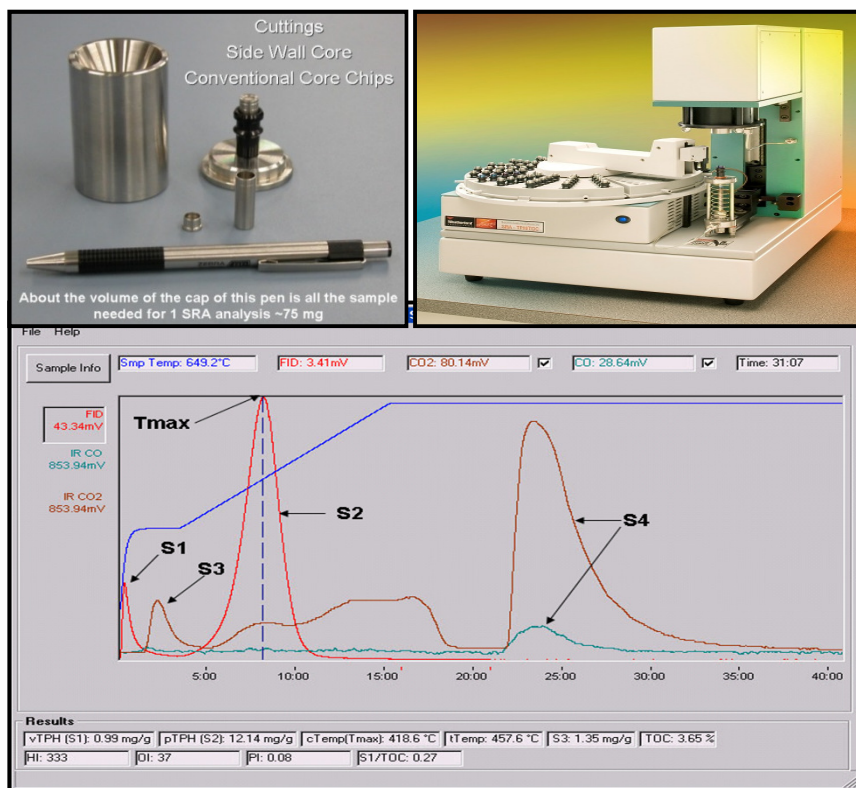 Cuttings
Side Wall Core
Conventional Core Chips
About the volume of the cap of this pen is all the sample
needed for 1 SRA analysis ~75 mg
File Help
Sample Info
Smp Temp: 649.2°C
FID: 3.41mV
CO2: 80.14mV
CO: 28.64mV
Time: 31:07
FID
43.34mV
IR CO
853.94mV
IR CO2
853.94mV
Tmax
S2
S4
S1
S3
5:00 10:00 15:00 20:00 25:00 30:00 35:00 40:00
Results
vTPH (S1): 0.99 mg/g pTPH (S2): 12.14 mg/g cTemp(Tmax): 418.6 °C tTemp: 457.6 °C S3: 1.35 mg/g TOC: 3.65 %
HI: 333 OI: 37 PI: 0.08 S1/TOC: 0.27